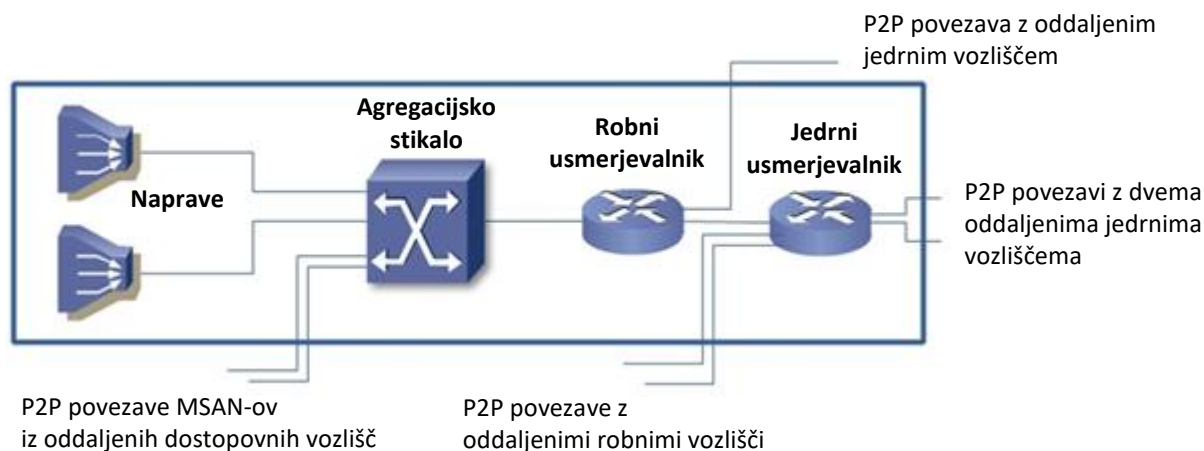 P2P povezava z oddaljenim
jedrnim vozliščem
Agregacijsko
stikalo
Robni
usmerjevalnik
Jedrni
usmerjevalnik
Naprave
P2P povezavi z dvema
oddaljenima jedrnima
vozliščema
P2P povezave MSAN-ov
iz oddaljenih dostopovnih vozlišč
P2P povezave z
oddaljenimi robnimi vozlišči